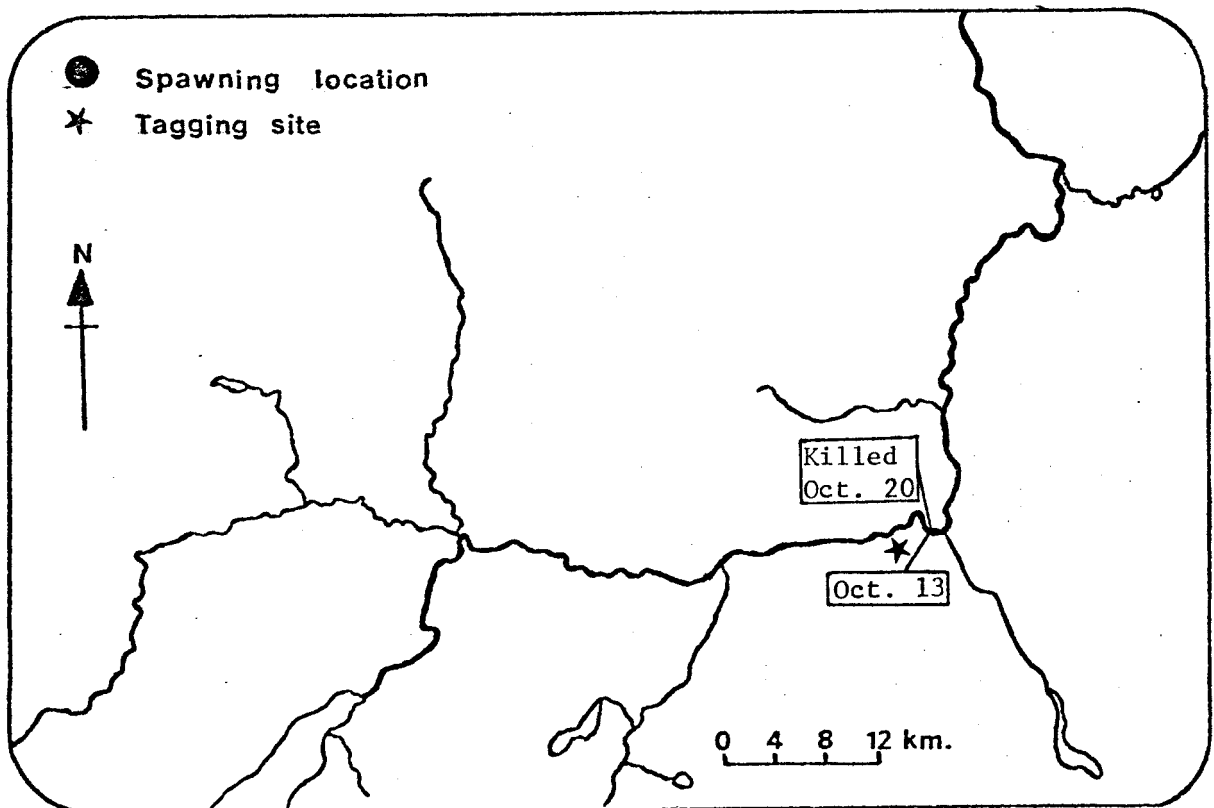 Spawning location
Tagging site
N
Killed
Oct. 20
Oct. 13
0 4 8 12 km.